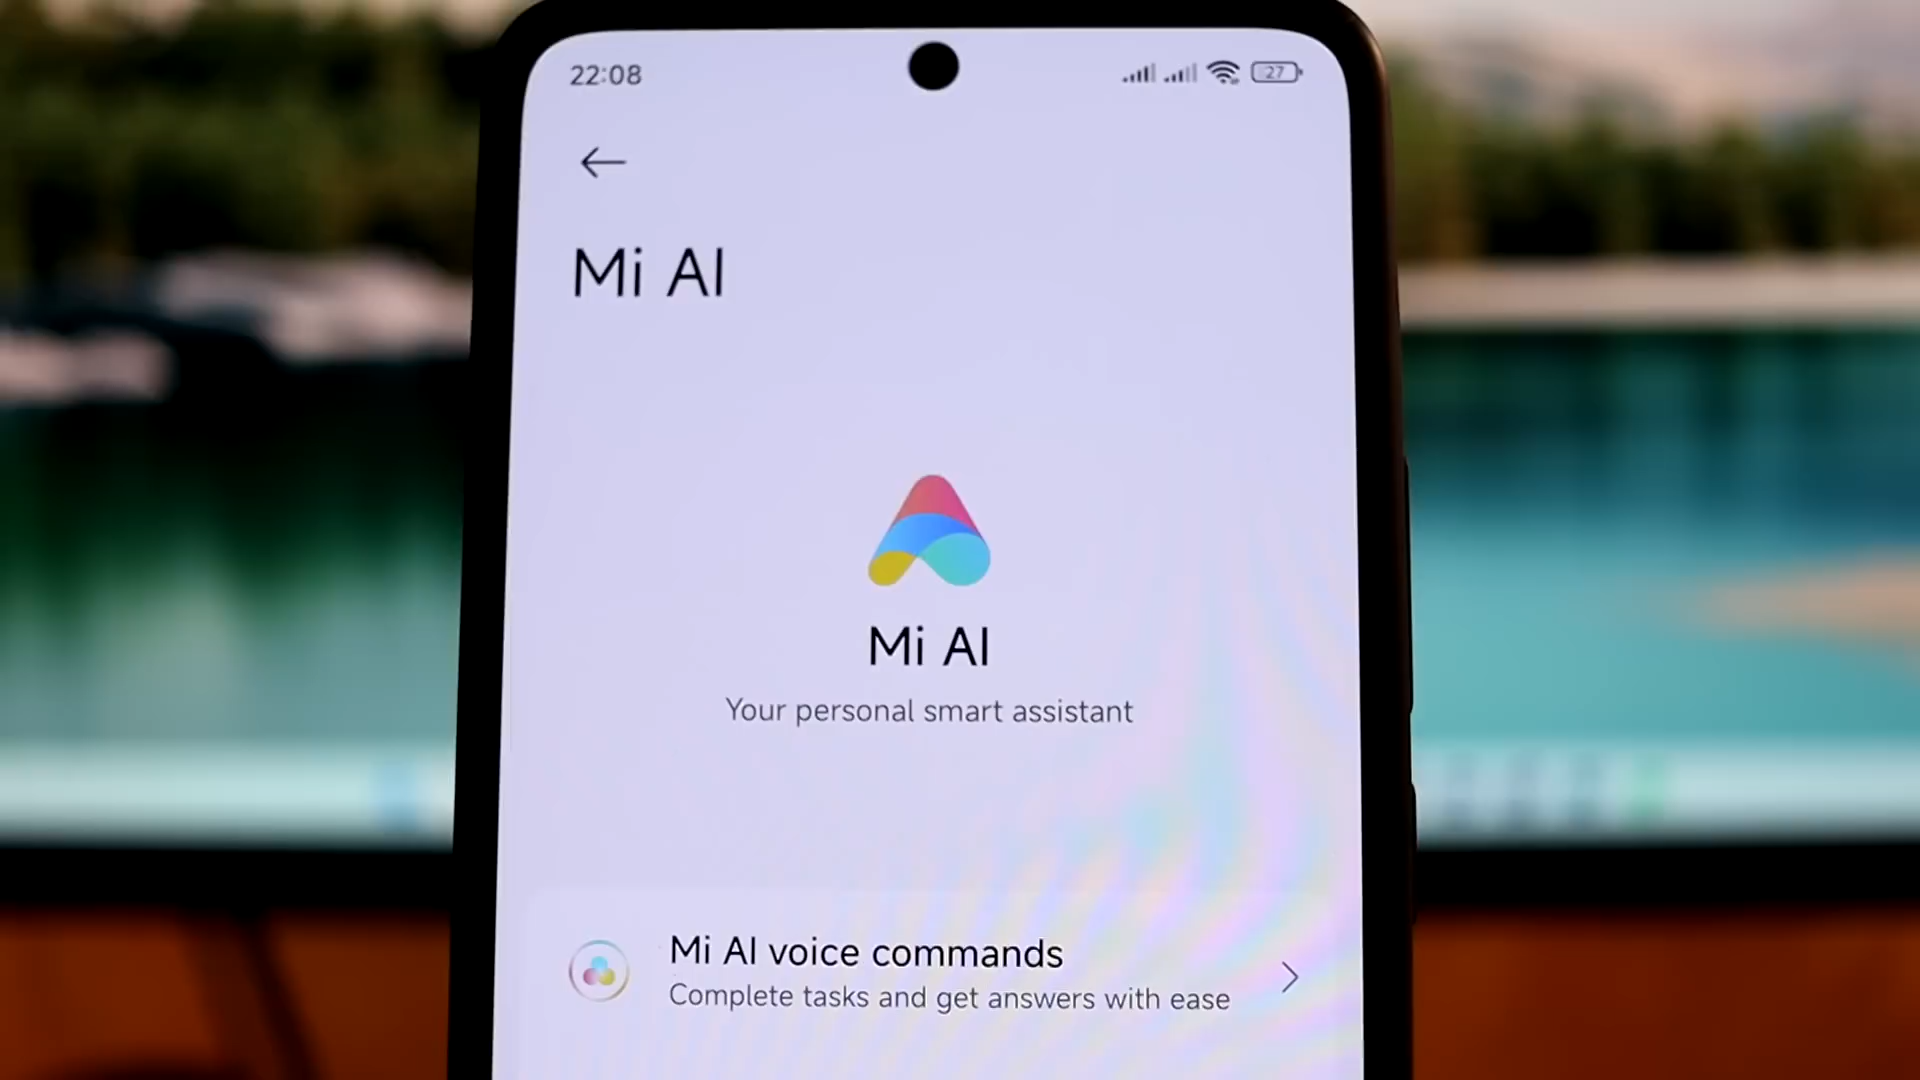 22:08
27
Mi AI
Mi AI
Your personal smart assistant
Mi AI voice commands
Complete tasks and get answers with ease